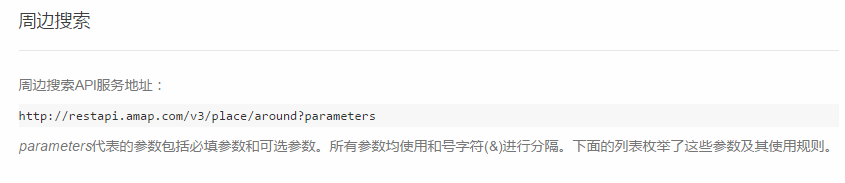 周边搜索
周边搜索API服务地址：
http://restapi.amap.com/v3/place/around?parameters
parameters代表的参数包括必填参数和可选参数。所有参数均使用和号字符(&)进行分隔。下面的列表枚举了这些参数及其使用规则。